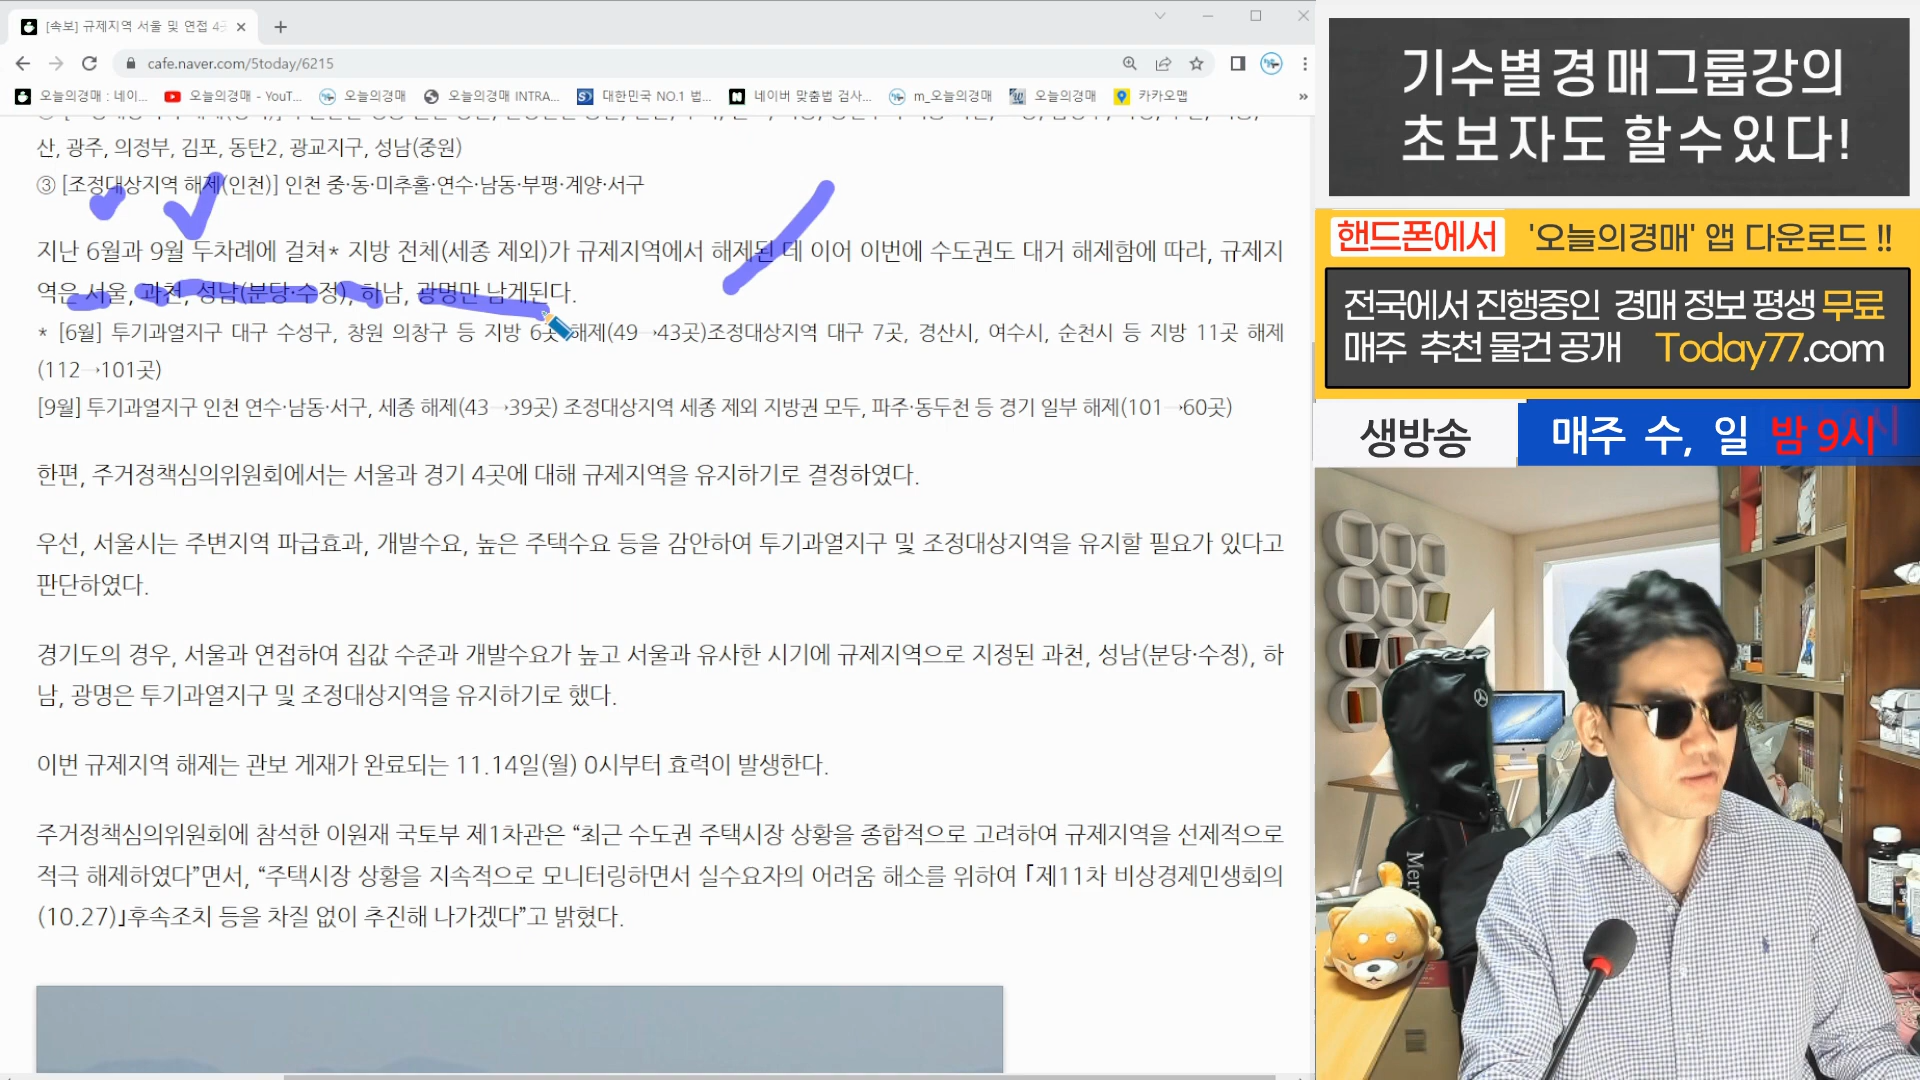 [속보] 규제지역 서울 및 연접 4
cafe.naver.com/5today/6215
오늘의경매 : 네이... 오늘의경매 - YouT... 오늘의경매 오늘의경매 INTRA... 대한민국 NO.1 법... 네이버 맞춤법 검사... m_오늘의경매 오늘의경매 카카오맵 »
산, 광주, 의정부, 김포, 동탄2, 광교지구, 성남(중원)
③ [조정대상지역 해제(인천)] 인천 중·동·미추홀·연수·남동·부평·계양·서구
지난 6월과 9월 두차례에 걸쳐* 지방 전체(세종 제외)가 규제지역에서 해제된 데 이어 이번에 수도권도 대거 해제함에 따라, 규제지
역은 서울, 과천, 성남(분당·수정), 하남, 광명만 남게된다.
* [6월] 투기과열지구 대구 수성구, 창원 의창구 등 지방 6곳 해제(49→43곳)조정대상지역 대구 7곳, 경산시, 여수시, 순천시 등 지방 11곳 해제
(112→101곳)
[9월] 투기과열지구 인천 연수·남동·서구, 세종 해제(43→39곳) 조정대상지역 세종 제외 지방권 모두, 파주·동두천 등 경기 일부 해제(101→60곳)
한편, 주거정책심의위원회에서는 서울과 경기 4곳에 대해 규제지역을 유지하기로 결정하였다.
우선, 서울시는 주변지역 파급효과, 개발수요, 높은 주택수요 등을 감안하여 투기과열지구 및 조정대상지역을 유지할 필요가 있다고
판단하였다.
경기도의 경우, 서울과 연접하여 집값 수준과 개발수요가 높고 서울과 유사한 시기에 규제지역으로 지정된 과천, 성남(분당·수정), 하
남, 광명은 투기과열지구 및 조정대상지역을 유지하기로 했다.
이번 규제지역 해제는 관보 게재가 완료되는 11.14일(월) 0시부터 효력이 발생한다.
주거정책심의위원회에 참석한 이원재 국토부 제1차관은 “최근 수도권 주택시장 상황을 종합적으로 고려하여 규제지역을 선제적으로
적극 해제하였다”면서, “주택시장 상황을 지속적으로 모니터링하면서 실수요자의 어려움 해소를 위하여 「제11차 비상경제민생회의
(10.27)」후속조치 등을 차질 없이 추진해 나가겠다”고 밝혔다.
기수별 경매그룹강의
초보자도 할수있다!
핸드폰에서 '오늘의경매' 앱 다운로드 !!
전국에서 진행중인 경매 정보 평생 무료
매주 추천 물건 공개 Today77.com
생방송 매주 수, 일 밤 9시